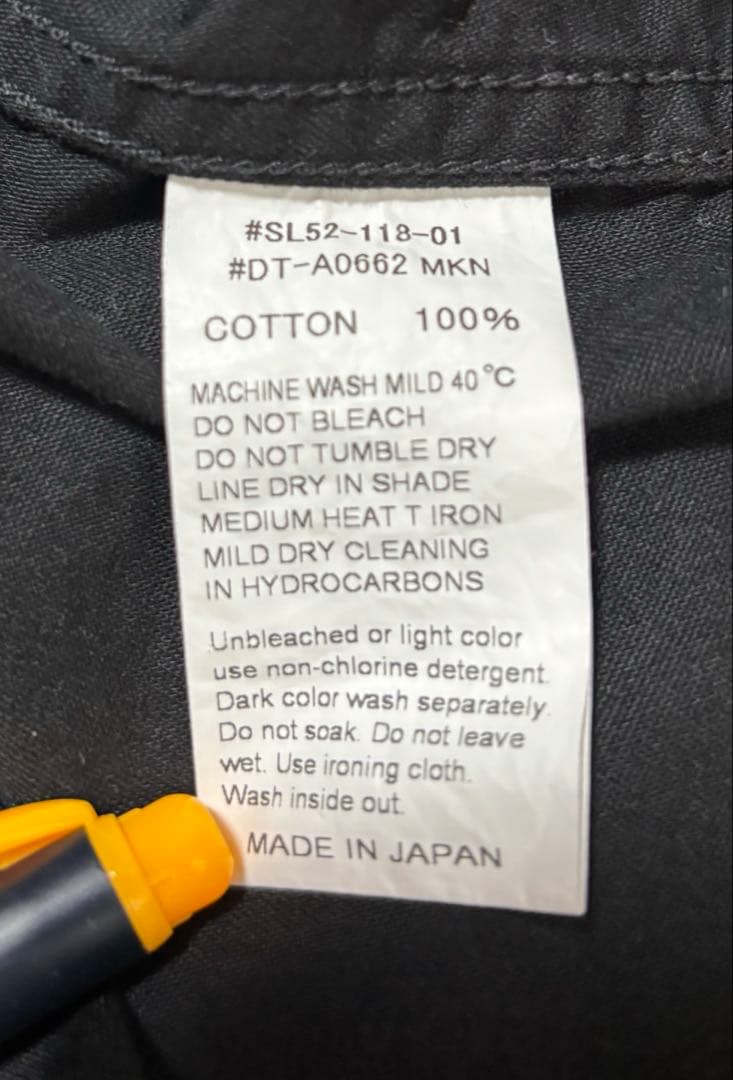 #SL52-118-01
#DT-A0662 MKN
COTTON 100%
MACHINE WASH MILD 40℃
DO NOT BLEACH
DO NOT TUMBLE DRY
LINE DRY IN SHADE
MEDIUM HEAT T IRON
MILD DRY CLEANING
IN HYDROCARBONS
Unbleached or light color
use non-chlorine detergent.
Dark color wash separately.
Do not soak. Do not leave
wet. Use ironing cloth.
Wash inside out.
MADE IN JAPAN